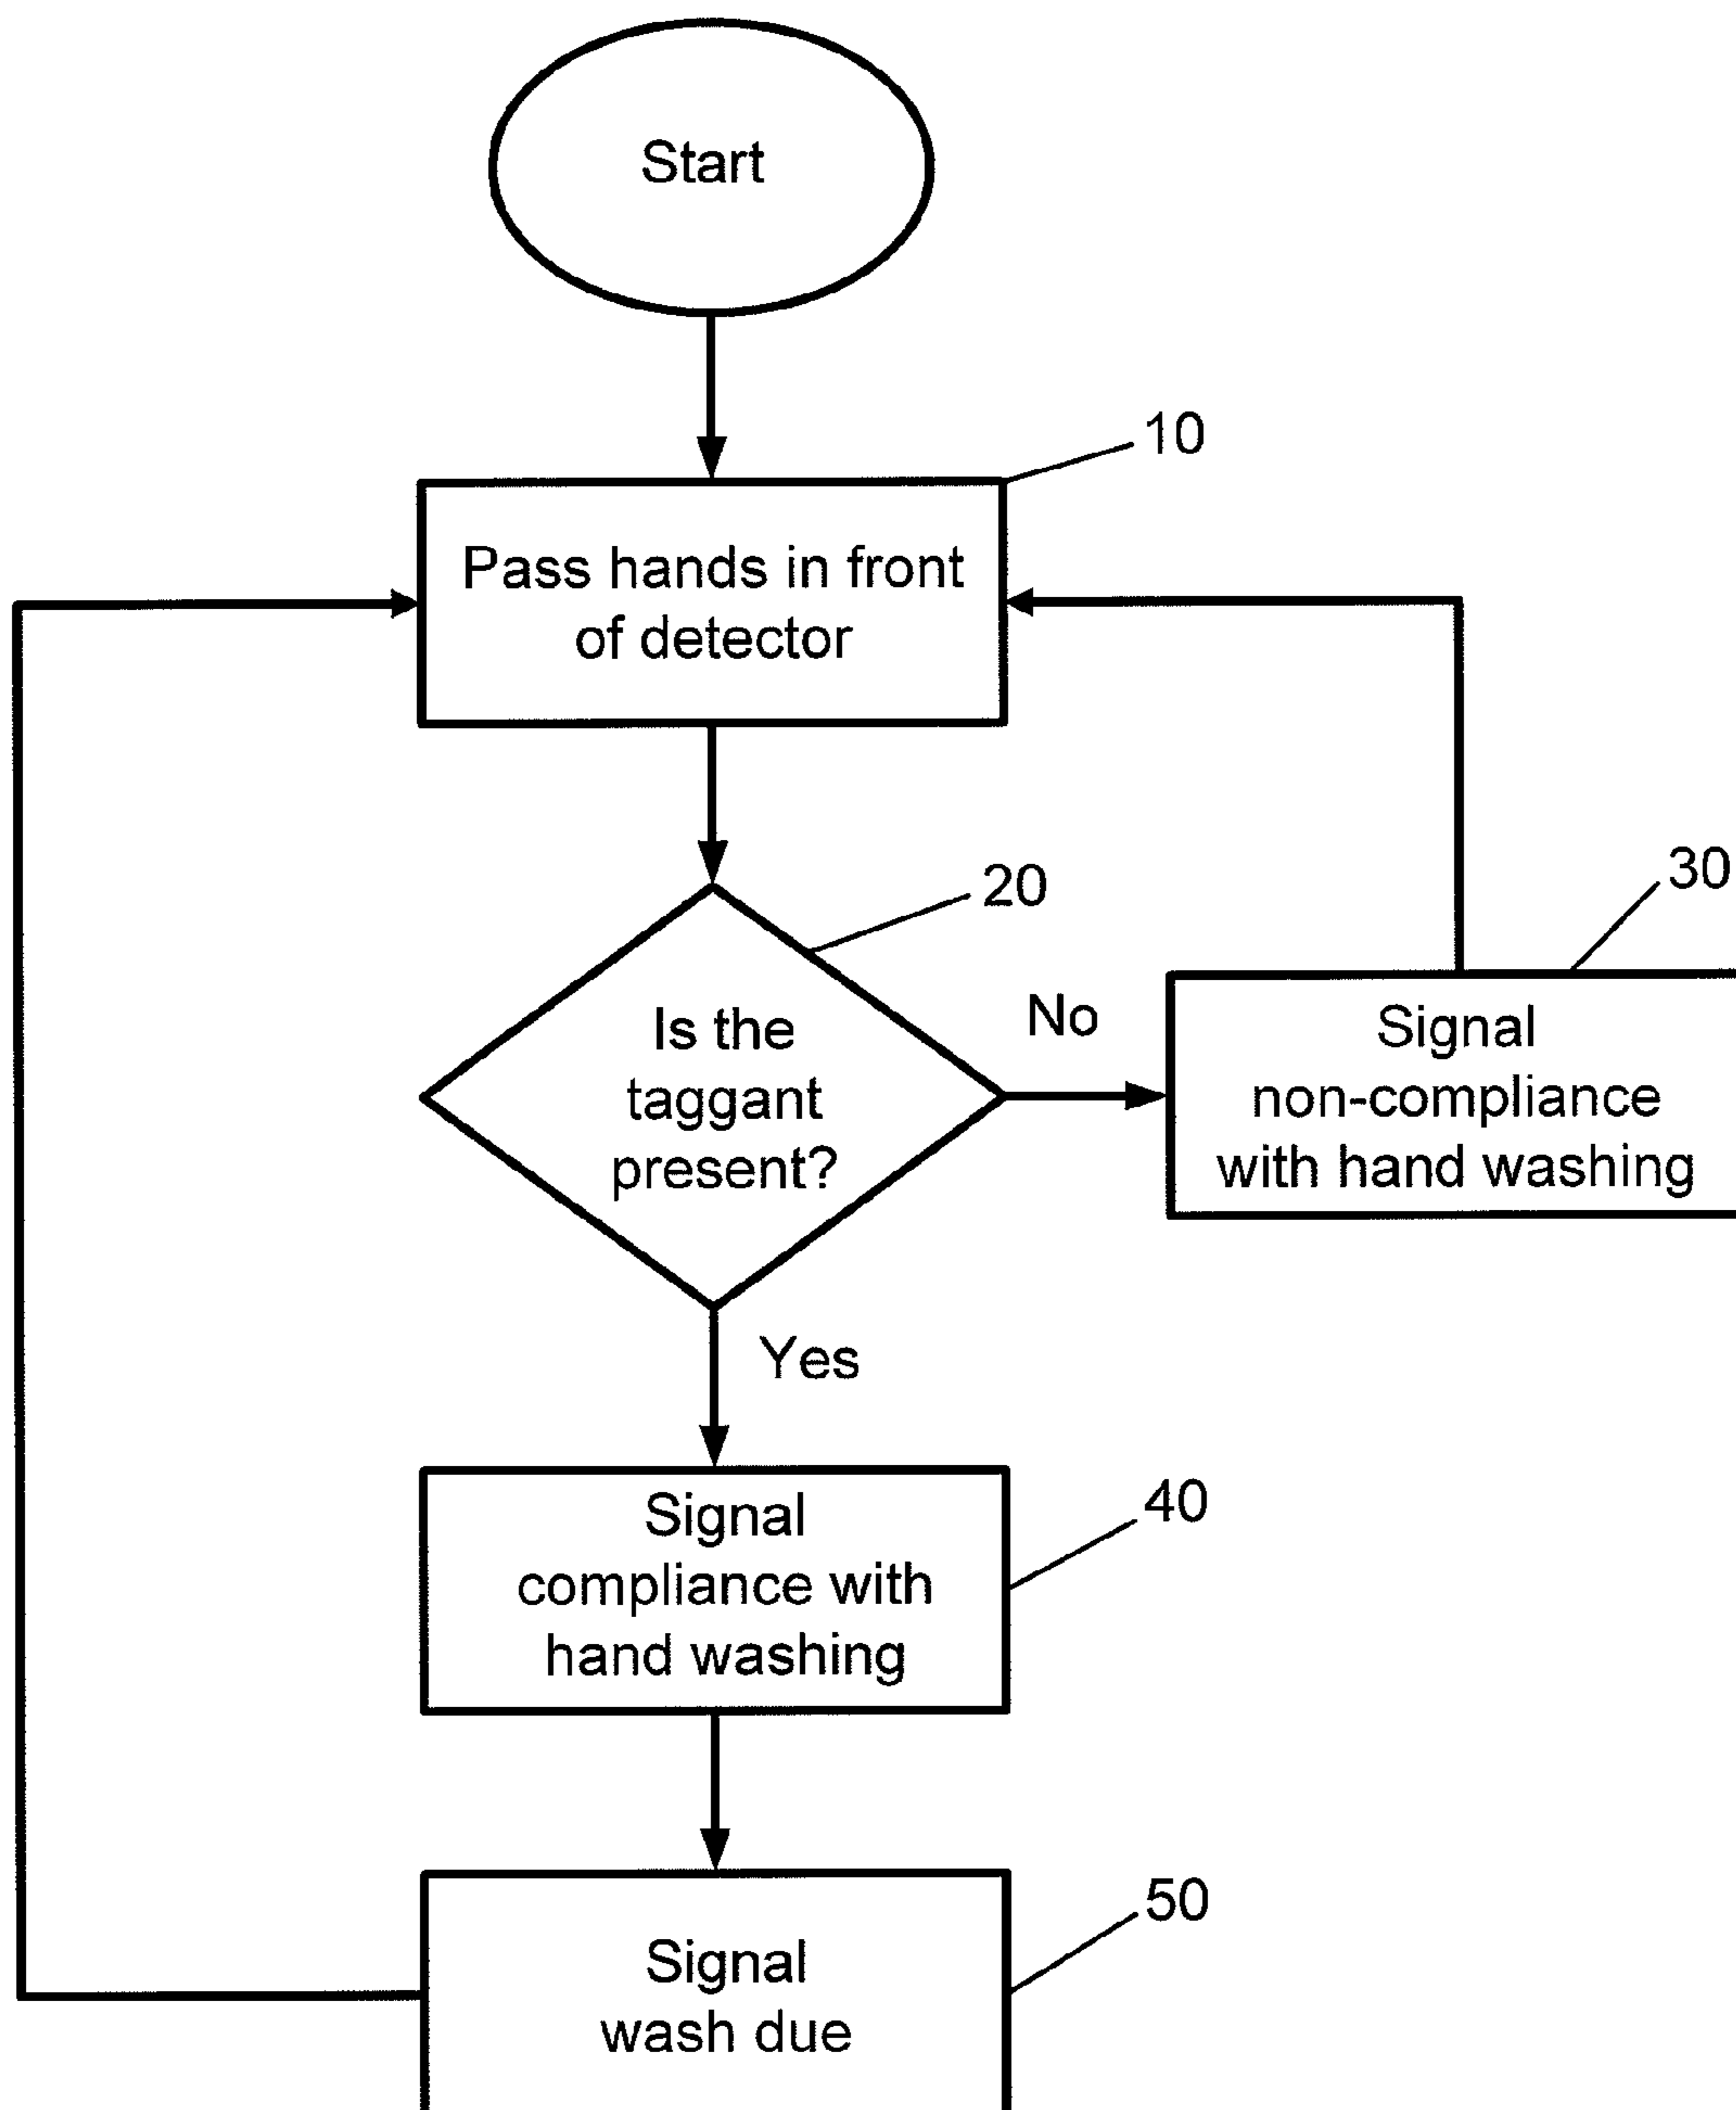 Start
10
Pass hands in front
of detector
20
Is the
taggant
present?
No
30
Signal
non-compliance
with hand washing
Yes
40
Signal
compliance with
hand washing
50
Signal
wash due